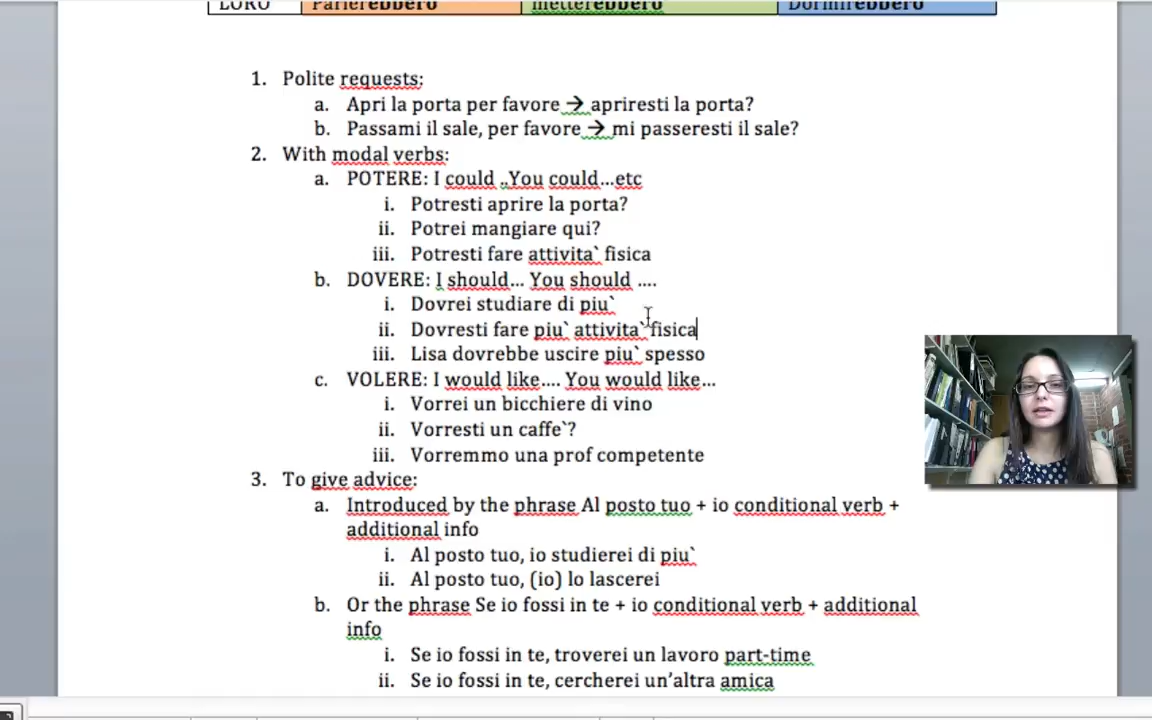 LORO Parlerebbero metterebbero Dormirebbero
1. Polite requests:
a. Apri la porta per favore → apriresti la porta?
b. Passami il sale, per favore → mi passeresti il sale?
2. With modal verbs:
a. POTERE: I could ,,You could...etc
i. Potresti aprire la porta?
ii. Potrei mangiare qui?
iii. Potresti fare attivita` fisica
b. DOVERE: I should... You should ....
i. Dovrei studiare di piu`
ii. Dovresti fare piu` attivita` fisica
iii. Lisa dovrebbe uscire piu` spesso
c. VOLERE: I would like.... You would like...
i. Vorrei un bicchiere di vino
ii. Vorresti un caffe`?
iii. Vorremmo una prof competente
3. To give advice:
a. Introduced by the phrase Al posto tuo + io conditional verb +
additional info
i. Al posto tuo, io studierei di piu`
ii. Al posto tuo, (io) lo lascerei
b. Or the phrase Se io fossi in te + io conditional verb + additional
info
i. Se io fossi in te, troverei un lavoro part-time
ii. Se io fossi in te, cercherei un'altra amica